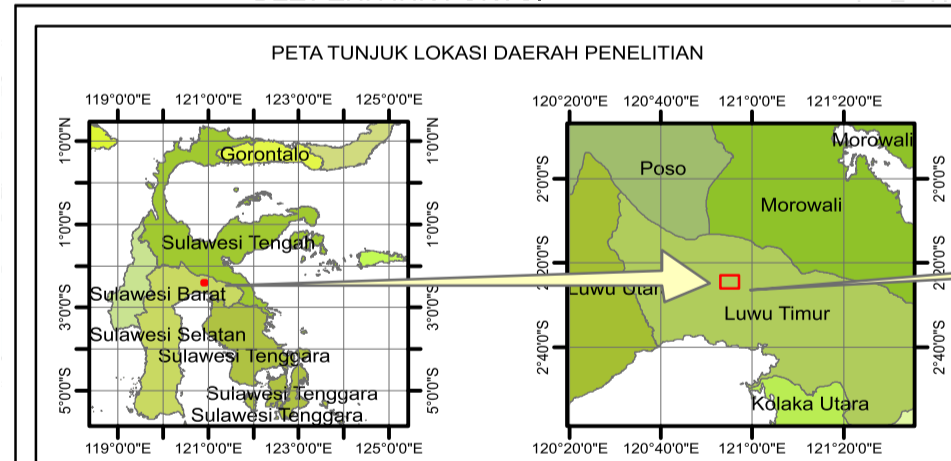 PETA TUNJUK LOKASI DAERAH PENELITIAN
119°0'0"E 121°0'0"E 123°0'0"E 125°0'0"E
1°0'0"N
1°0'0"S
3°0'0"S
5°0'0"S
Gorontalo
Sulawesi Tengah
Sulawesi Barat
Sulawesi Selatan
Sulawesi Tenggara
Sulawesi Tenggara
Sulawesi Tenggara
1°0'0"N
1°0'0"S
3°0'0"S
5°0'0"S
119°0'0"E 121°0'0"E 123°0'0"E 125°0'0"E
120°20'0"E 120°40'0"E 121°0'0"E 121°20'0"E
2°0'0"S
2°20'0"S
2°40'0"S
Morowali
Poso
Morowali
Luwu Utar
Luwu Timur
Kolaka Utara
2°0'0"S
2°20'0"S
2°40'0"S
120°20'0"E 120°40'0"E 121°0'0"E 121°20'0"E